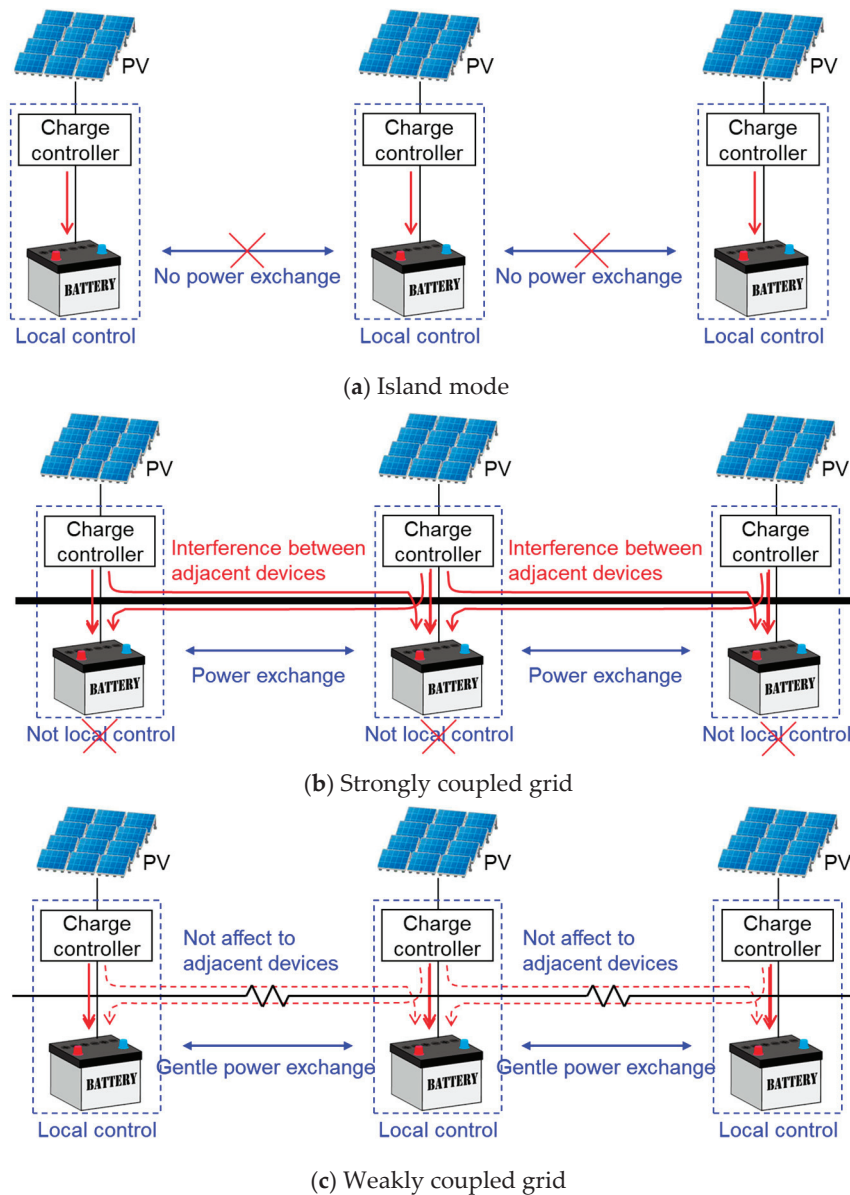 PV
PV
PV
Charge
controller
Charge
controller
Charge
controller
No power exchange
No power exchange
BATTERY
BATTERY
BATTERY
Local control
Local control
Local control
(a) Island mode
PV
PV
PV
Charge
controller
Interference between
adjacent devices
Charge
controller
Interference between
adjacent devices
Charge
controller
BATTERY
Power exchange
BATTERY
Power exchange
BATTERY
Not local control
Not local control
Not local control
(b) Strongly coupled grid
PV
PV
PV
Charge
controller
Not affect to
adjacent devices
Charge
controller
Not affect to
adjacent devices
Charge
controller
BATTERY
Gentle power exchange
BATTERY
Gentle power exchange
BATTERY
Local control
Local control
Local control
(c) Weakly coupled grid